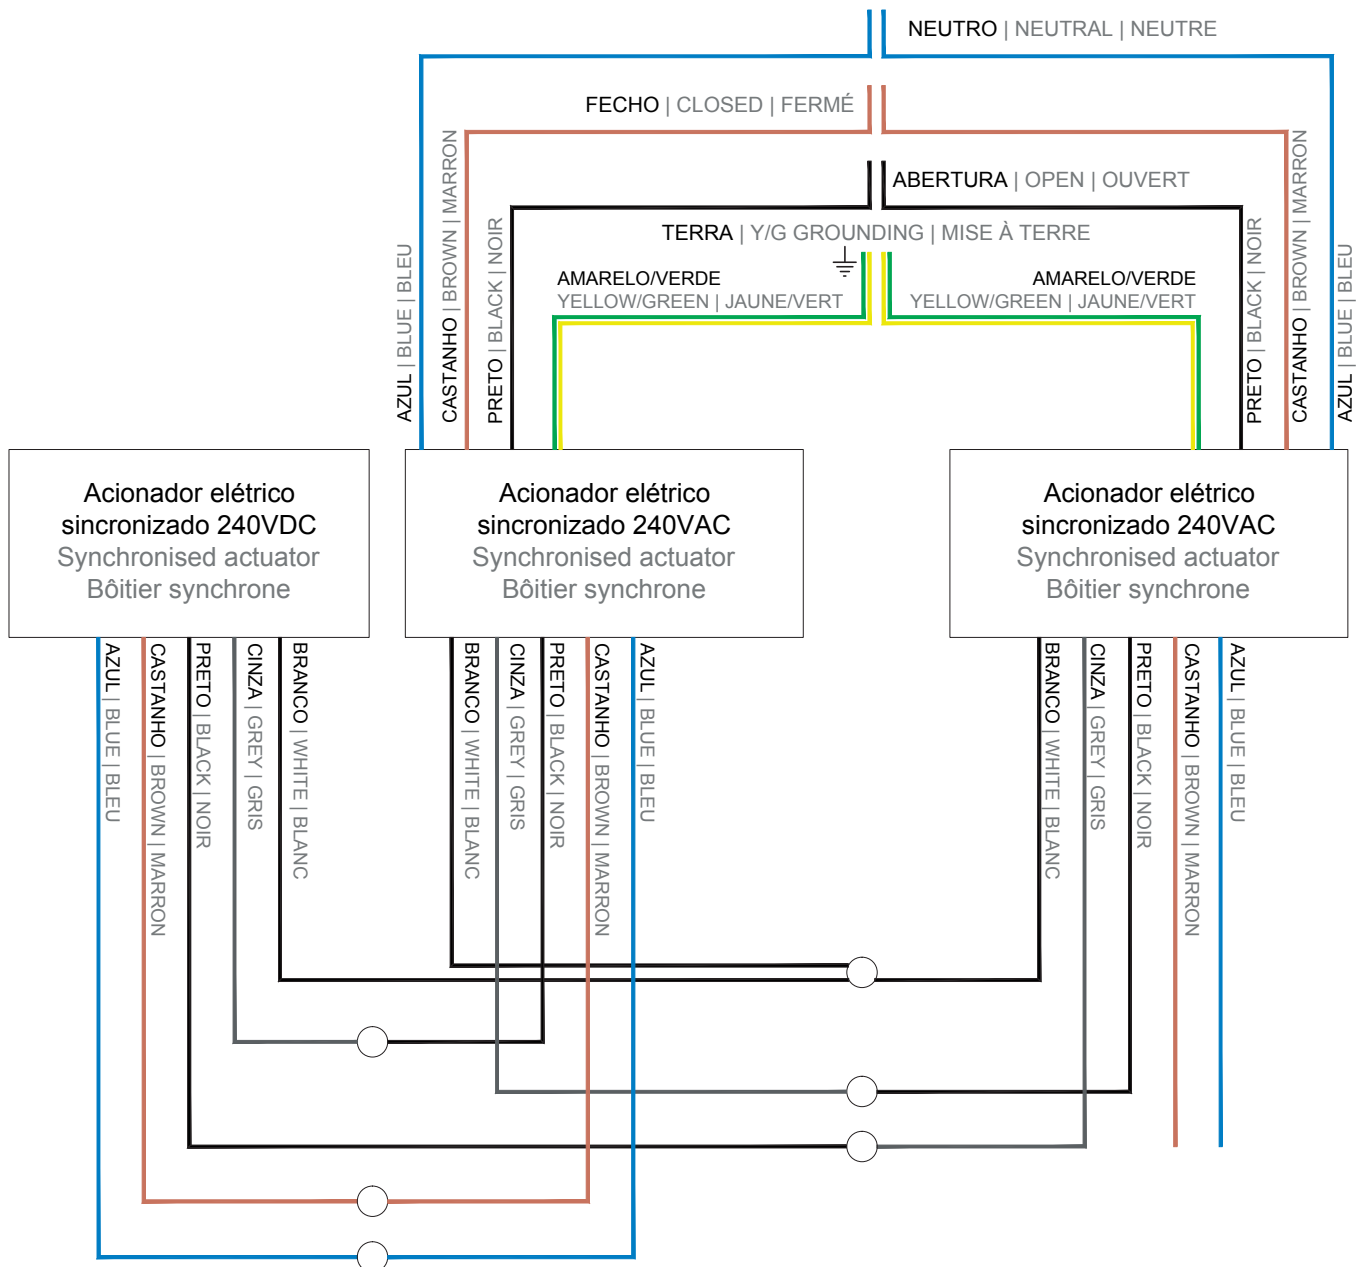 NEUTRO | NEUTRAL | NEUTRE
FECHO | CLOSED | FERMÉ
ABERTURA | OPEN | OUVERT
TERRA | Y/G GROUNDING | MISE À TERRE
AMARELO/VERDE
YELLOW/GREEN | JAUNE/VERT
AMARELO/VERDE
YELLOW/GREEN | JAUNE/VERT
AZUL | BLUE | BLEU
CASTANHO | BROWN | MARRON
PRETO | BLACK | NOIR
PRETO | BLACK | NOIR
CASTANHO | BROWN | MARRON
AZUL | BLUE | BLEU
Acionador elétrico
sincronizado 240VDC
Synchronised actuator
Bôitier synchrone
Acionador elétrico
sincronizado 240VAC
Synchronised actuator
Bôitier synchrone
Acionador elétrico
sincronizado 240VAC
Synchronised actuator
Bôitier synchrone
AZUL | BLUE | BLEU
CASTANHO | BROWN | MARRON
PRETO | BLACK | NOIR
CINZA | GREY | GRIS
BRANCO | WHITE | BLANC
BRANCO | WHITE | BLANC
CINZA | GREY | GRIS
PRETO | BLACK | NOIR
CASTANHO | BROWN | MARRON
AZUL | BLUE | BLEU
BRANCO | WHITE | BLANC
CINZA | GREY | GRIS
PRETO | BLACK | NOIR
CASTANHO | BROWN | MARRON
AZUL | BLUE | BLEU